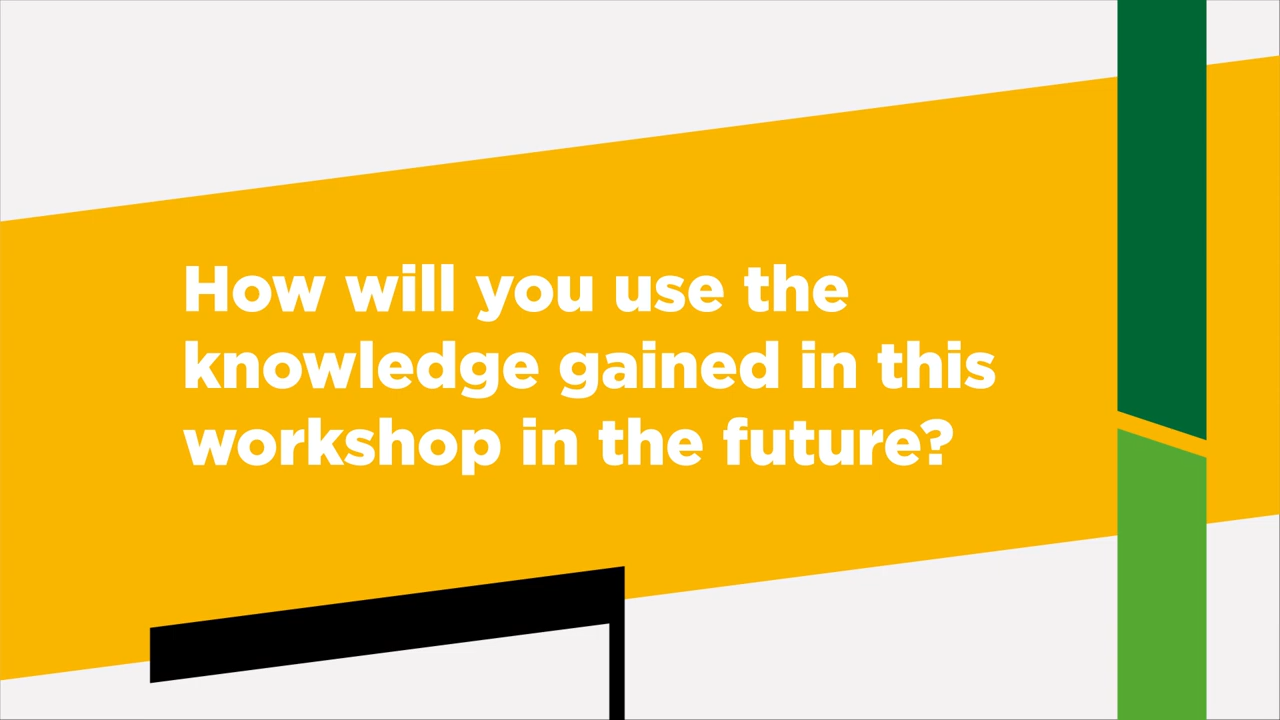 How will you use the
knowledge gained in this
workshop in the future?